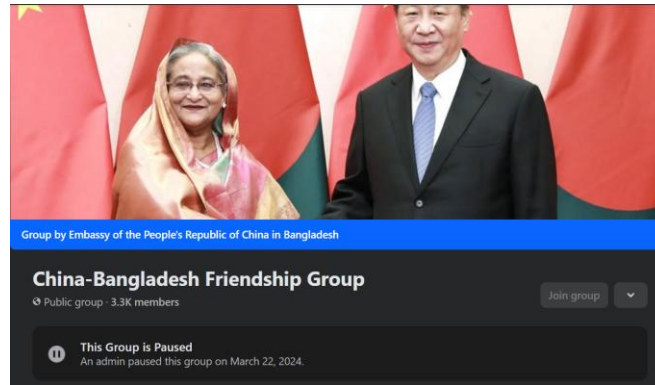 Group by Embassy of the People's Republic of China in Bangladesh
China-Bangladesh Friendship Group
Public group · 3.3K members
Join group
This Group is Paused
An admin paused this group on March 22, 2024.